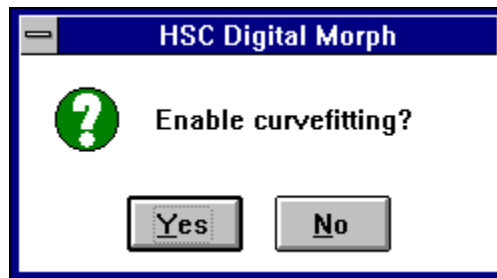 HSC Digital Morph
Enable curvefitting?
Yes No